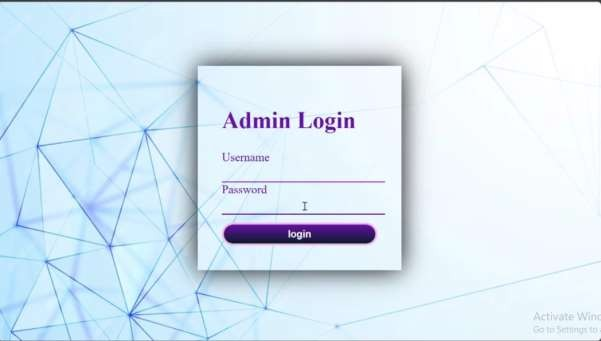 Admin Login
Username
Password
login
Activate Wind
Go to Settings to